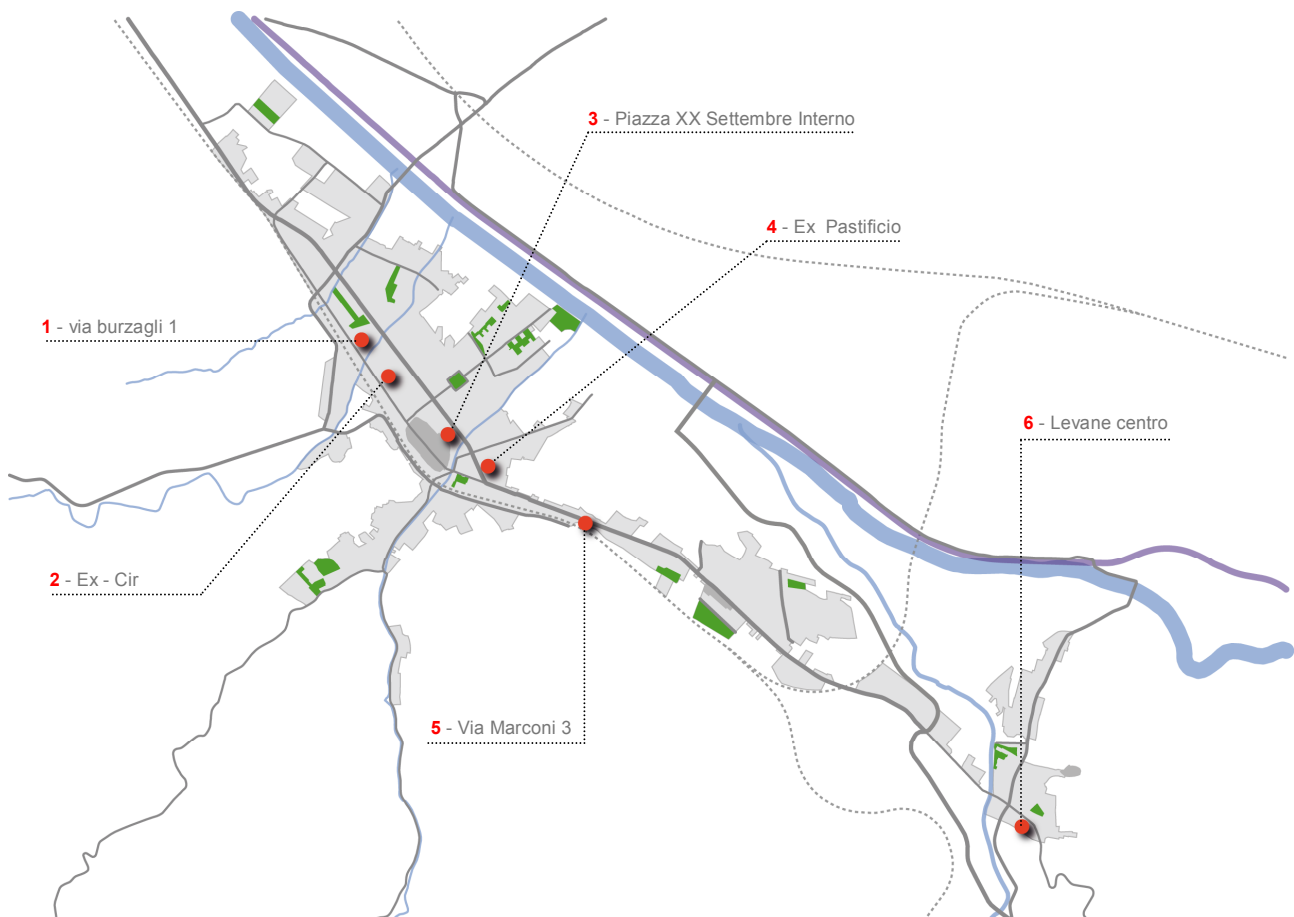 3 - Piazza XX Settembre Interno
4 - Ex Pastificio
1 - via burzagli 1
6 - Levane centro
2 - Ex - Cir
5 - Via Marconi 3